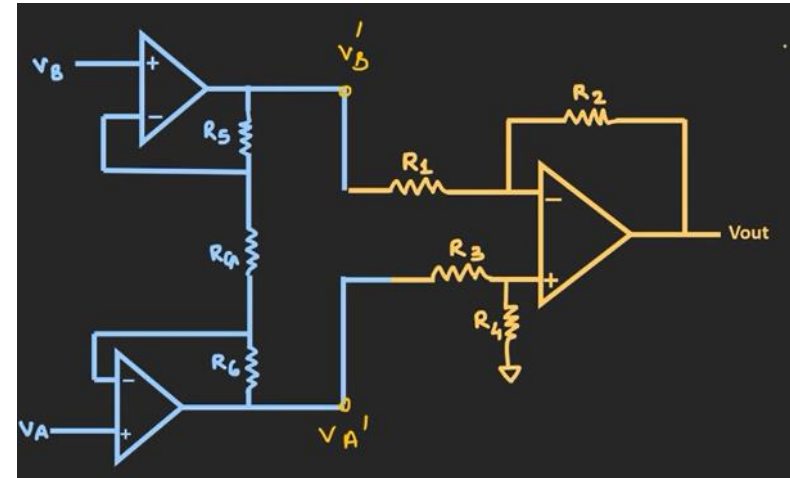 VB'
VB
+
−
R5
R2
R1
−
Vout
RG
R3
+
R4
−
R6
VA
+
VA'